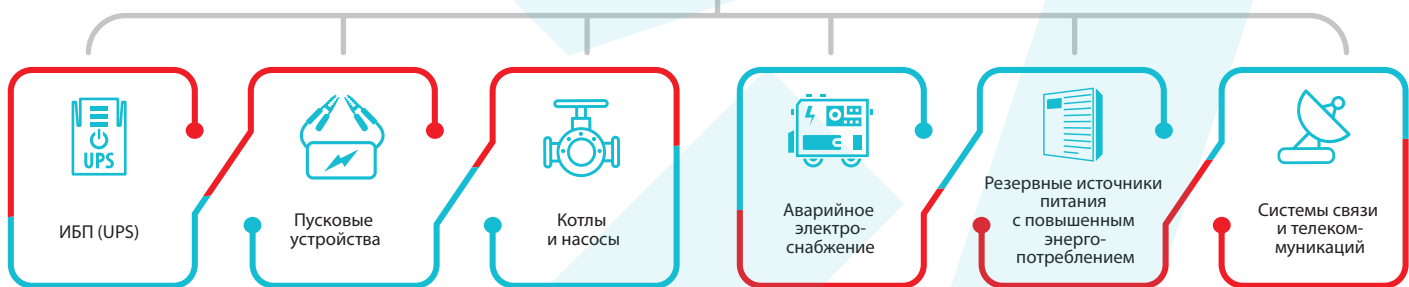 UPS
ИБП (UPS)
Пусковые
устройства
Котлы
и насосы
Аварийное
электро-
снабжение
Резервные источники
питания
с повышенным
энерго-
потреблением
Системы связи
и телеком-
муникаций